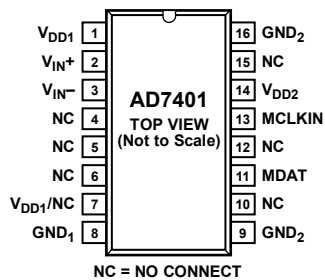 VDD1 1 16 GND2
VIN+ 2 15 NC
VIN– 3 14 VDD2
NC 4 13 MCLKIN
NC 5 12 NC
NC 6 11 MDAT
VDD1/NC 7 10 NC
GND1 8 9 GND2
AD7401
TOP VIEW
(Not to Scale)
NC = NO CONNECT